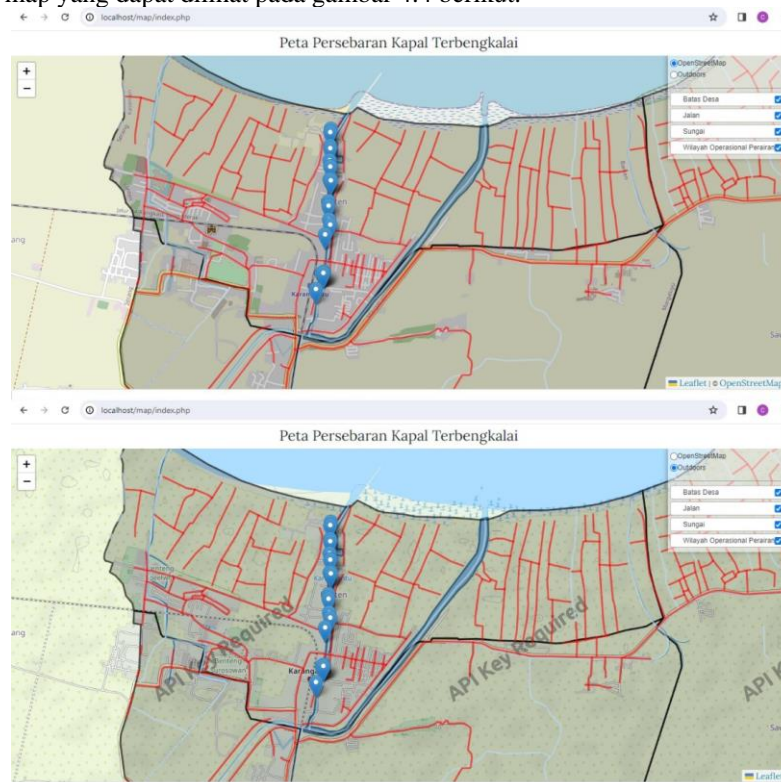 map yang dapat dilihat pada gambar 4.4 berikut.
localhost/map/index.php
Peta Persebaran Kapal Terbengkalai
+
−
OpenStreetMap
Outdoors
Batas Desa
Jalan
Sungai
Wilayah Operasional Perairan
ang
Leaflet | © OpenStreetMap
localhost/map/index.php
Peta Persebaran Kapal Terbengkalai
+
−
OpenStreetMap
Outdoors
Batas Desa
Jalan
Sungai
Wilayah Operasional Perairan
ang
API Key Required
API Key Required
API K
Leaflet